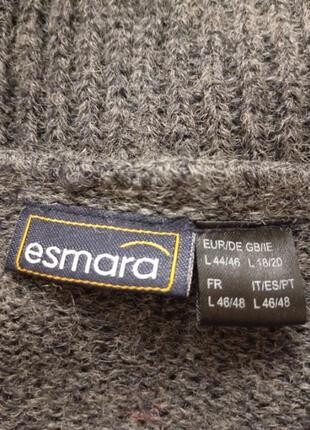 esmara
EUR/DE GB/IE
L 44/46 L 18/20
FR IT/ES/PT
L 46/48 L 46/48